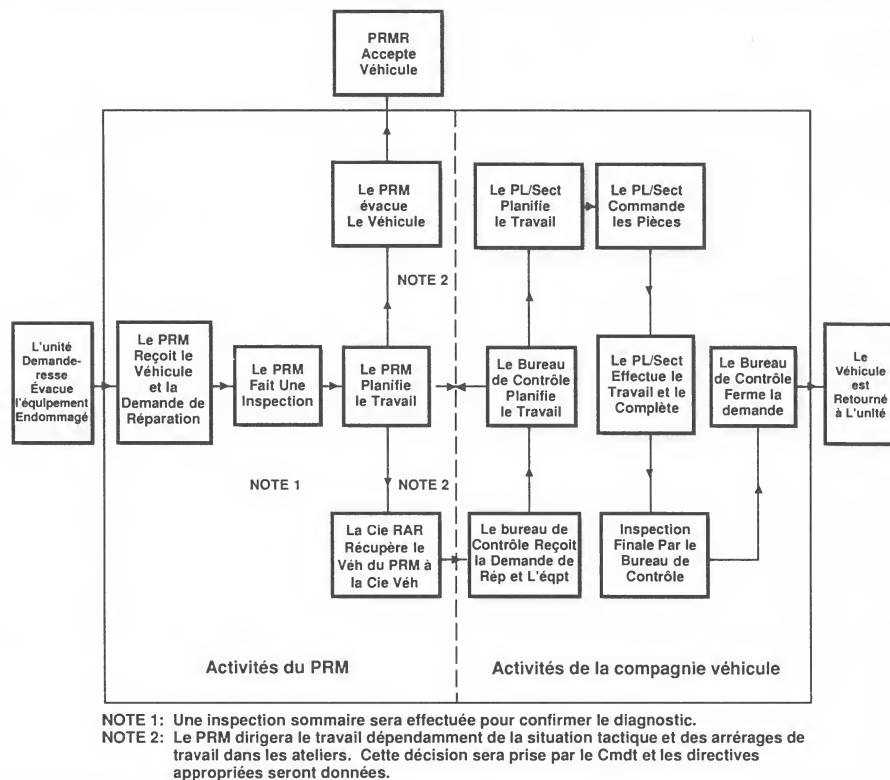 PRMR
Accepte
Véhicule
Le PRM
évacue
Le Véhicule
Le PL/Sect
Planifie
le Travail
Le PL/Sect
Commande
les Pièces
NOTE 2
L'unité
Demande-
resse
Évacue
l'équipement
Endommagé
Le PRM
Reçoit le
Véhicule
et la
Demande de
Réparation
Le PRM
Fait Une
Inspection
Le PRM
Planifie
le Travail
Le Bureau
de Contrôle
Planifie
le Travail
Le PL/Sect
Effectue le
Travail et le
Complète
Le Bureau
de Contrôle
Ferme la
demande
Le
Véhicule
est
Retourné
à L'unité
NOTE 1
NOTE 2
La Cie RAR
Récupère le
Véh du PRM à
la Cie Véh
Le bureau de
Contrôle Reçoit
la Demande de
Rép et L'éqpt
Inspection
Finale Par le
Bureau de
Contrôle
Activités du PRM
Activités de la compagnie véhicule
NOTE 1: Une inspection sommaire sera effectuée pour confirmer le diagnostic.
NOTE 2: Le PRM dirigera le travail dépendamment de la situation tactique et des arrérages de
travail dans les ateliers. Cette décision sera prise par le Cmdt et les directives
appropriées seront données.